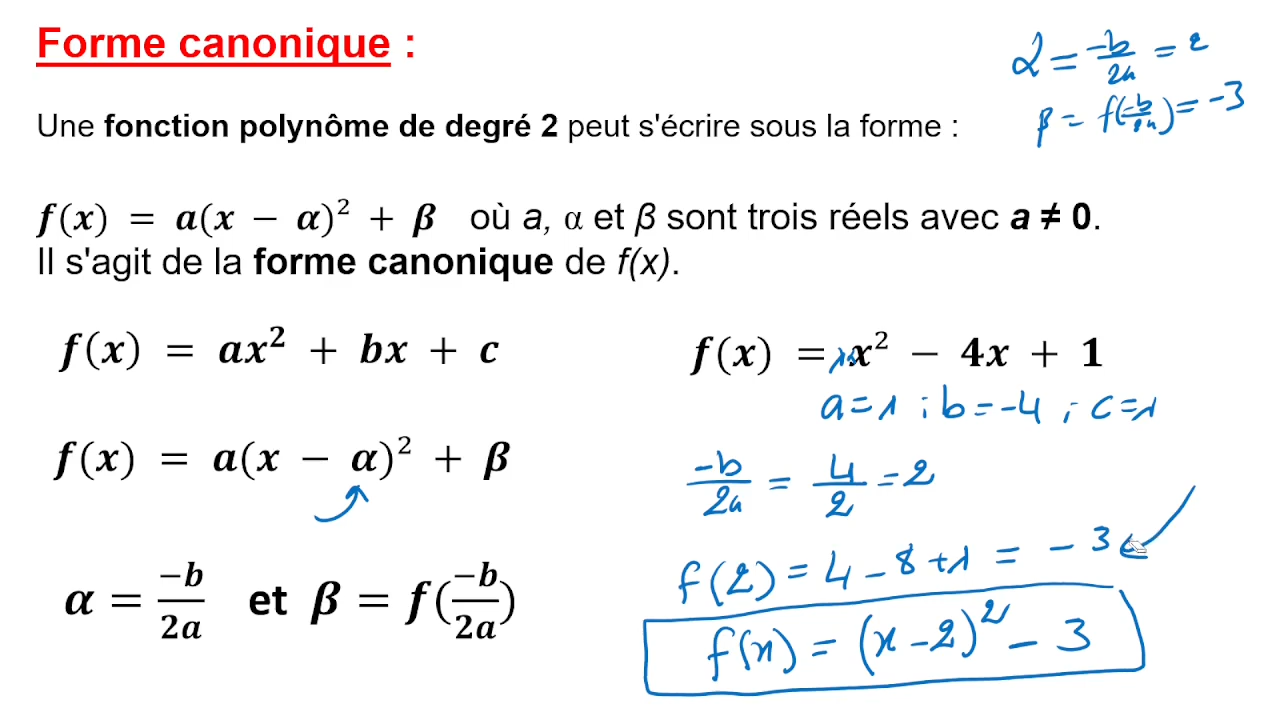 Forme canonique :
α = -b/2a = 2
β = f(-b/2a) = -3
Une fonction polynôme de degré 2 peut s'écrire sous la forme :
f(x) = a(x − α)² + β où a, α et β sont trois réels avec a ≠ 0.
Il s'agit de la forme canonique de f(x).
f(x) = ax² + bx + c
f(x) = 1x² − 4x + 1
a = 1 ; b = -4 ; c = 1
f(x) = a(x − α)² + β
-b/2a = 4/2 = 2
f(2) = 4 - 8 + 1 = -3
α = −b/2a et β = f(−b/2a)
f(x) = (x - 2)² - 3